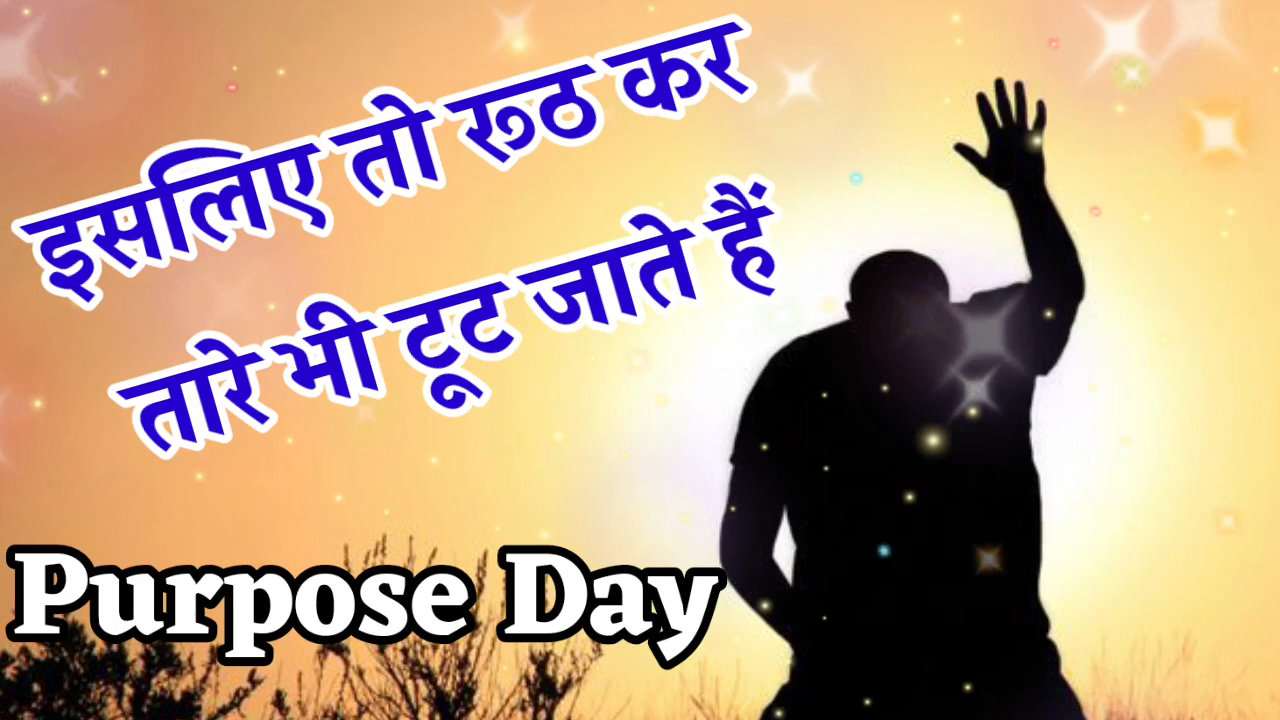 इसलिए तो रूठ कर
तारे भी टूट जाते हैं
Purpose Day